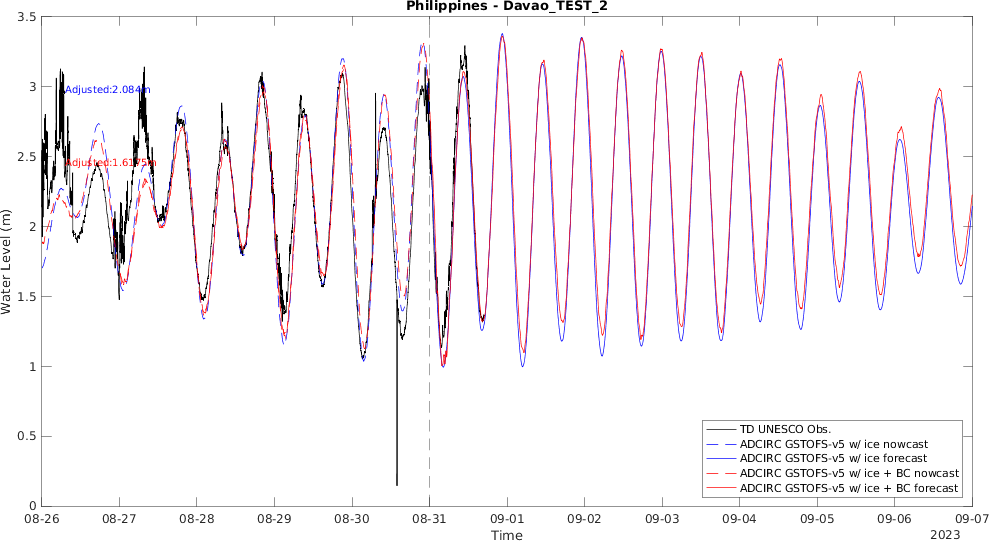 Philippines - Davao_TEST_2
3.5
3
2.5
2
1.5
1
0.5
0
Water Level (m)
Adjusted:2.084m
Adjusted:1.6175m
TD UNESCO Obs.
ADCIRC GSTOFS-v5 w/ ice nowcast
ADCIRC GSTOFS-v5 w/ ice forecast
ADCIRC GSTOFS-v5 w/ ice + BC nowcast
ADCIRC GSTOFS-v5 w/ ice + BC forecast
08-26 08-27 08-28 08-29 08-30 08-31 09-01 09-02 09-03 09-04 09-05 09-06 09-07
Time
2023